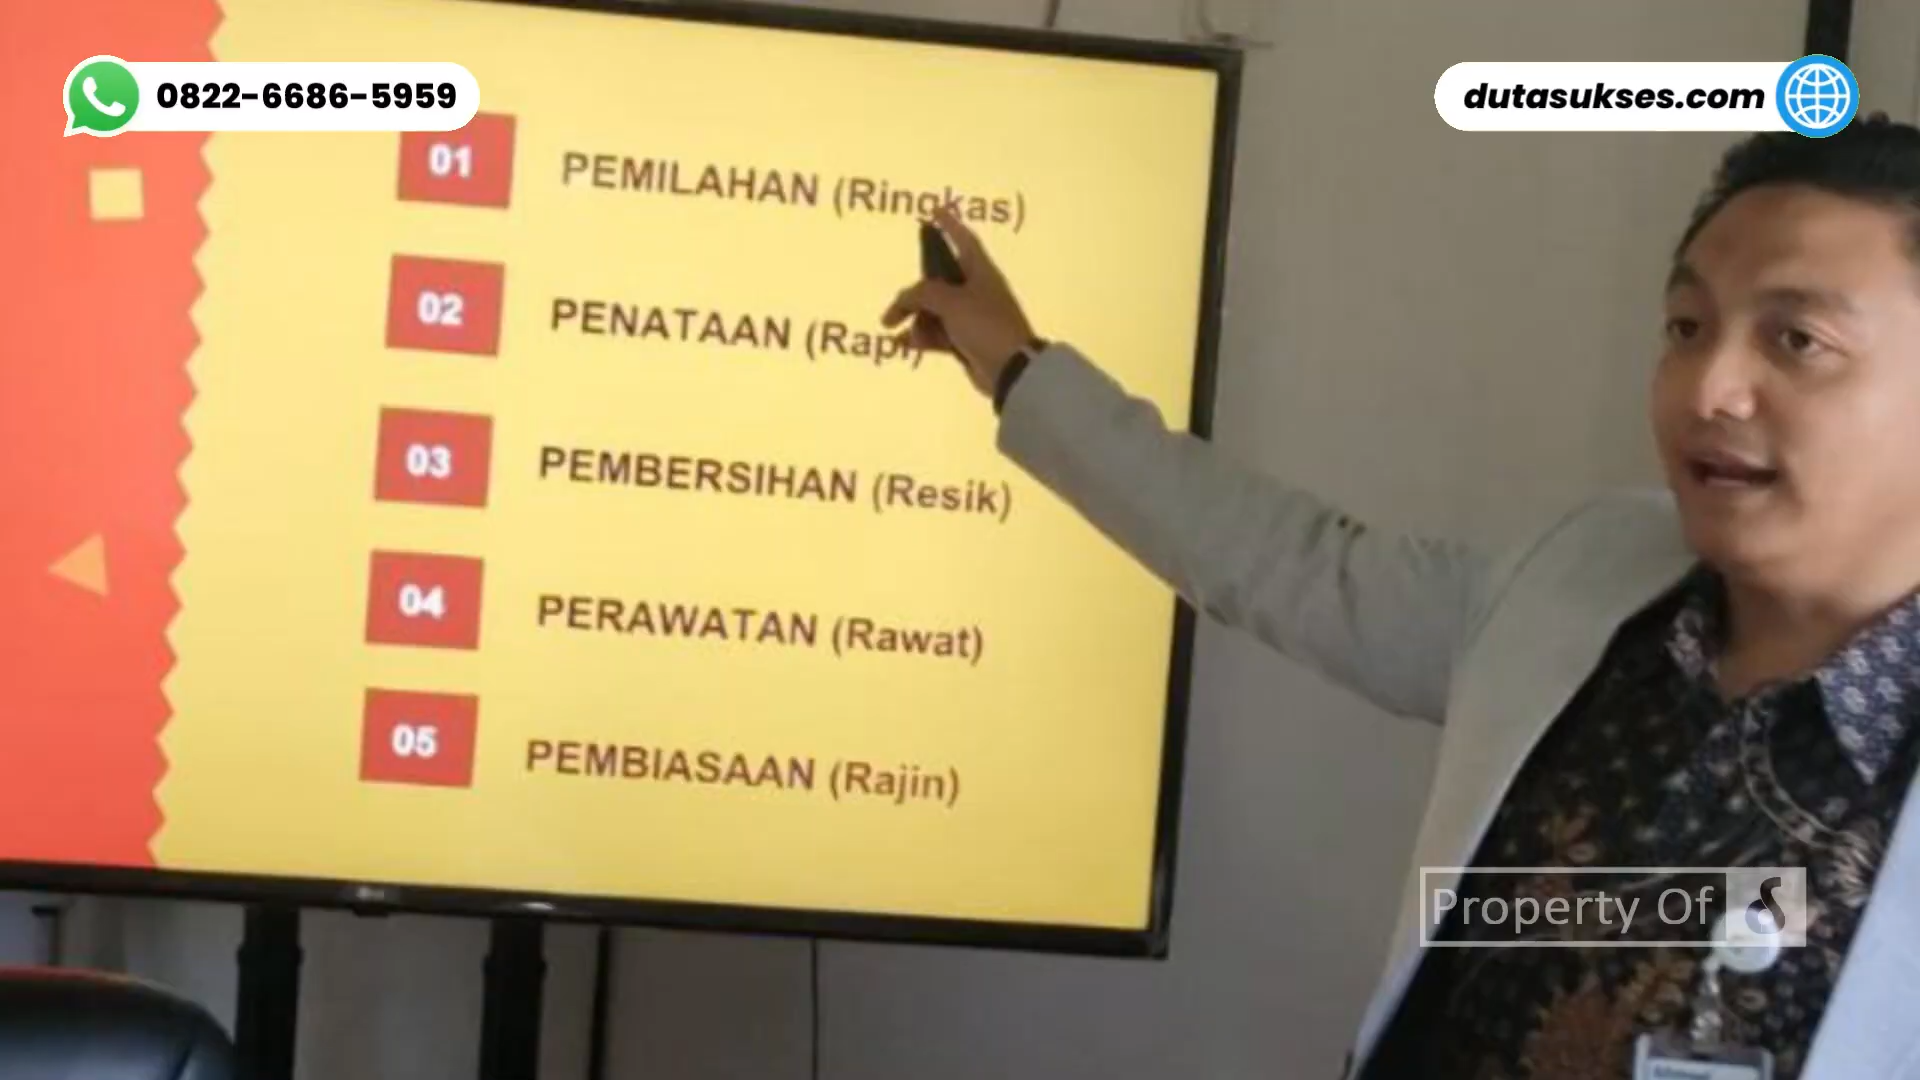 0822-6686-5959
dutasukses.com
01 PEMILAHAN (Ringkas)
02 PENATAAN (Rapi)
03 PEMBERSIHAN (Resik)
04 PERAWATAN (Rawat)
05 PEMBIASAAN (Rajin)
Property Of